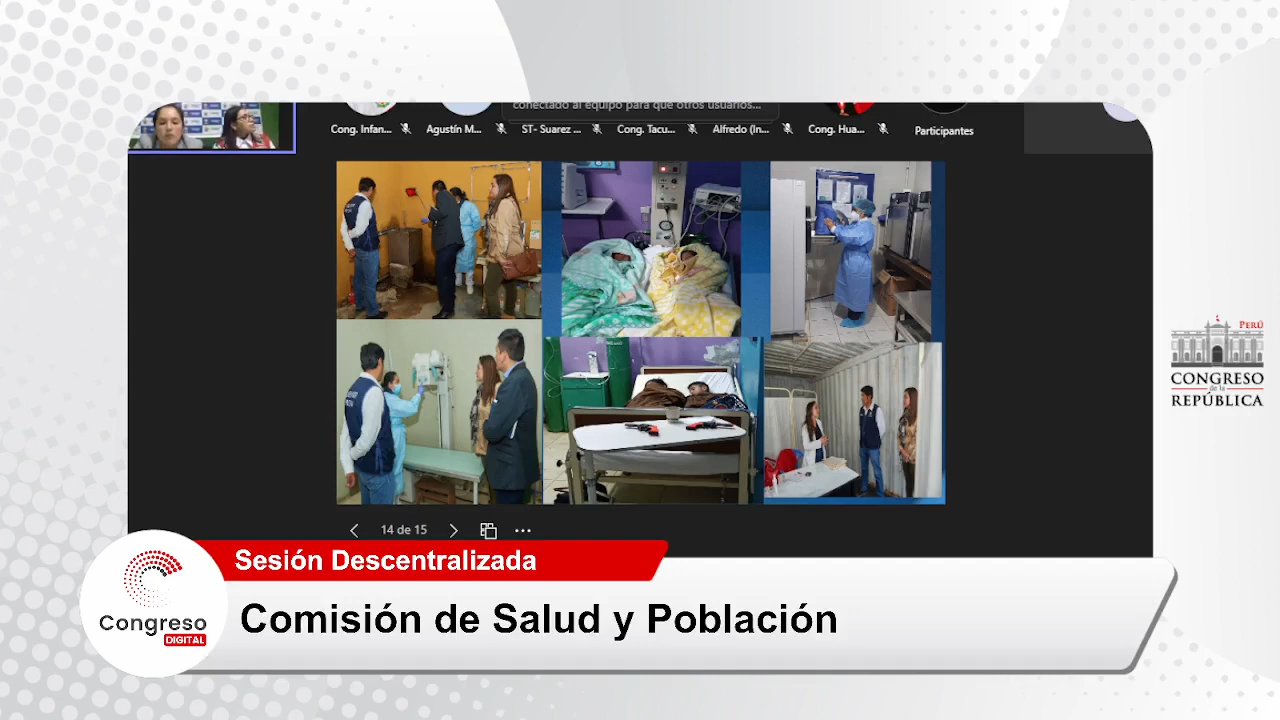 conectado al equipo para que otros usuarios...
Cong. Infan...
Agustín M...
ST- Suarez ...
Cong. Tacu...
Alfredo (In...
Cong. Hua...
Participantes
14 de 15
PERÚ
CONGRESO
de la
REPÚBLICA
Sesión Descentralizada
Congreso
DIGITAL
Comisión de Salud y Población